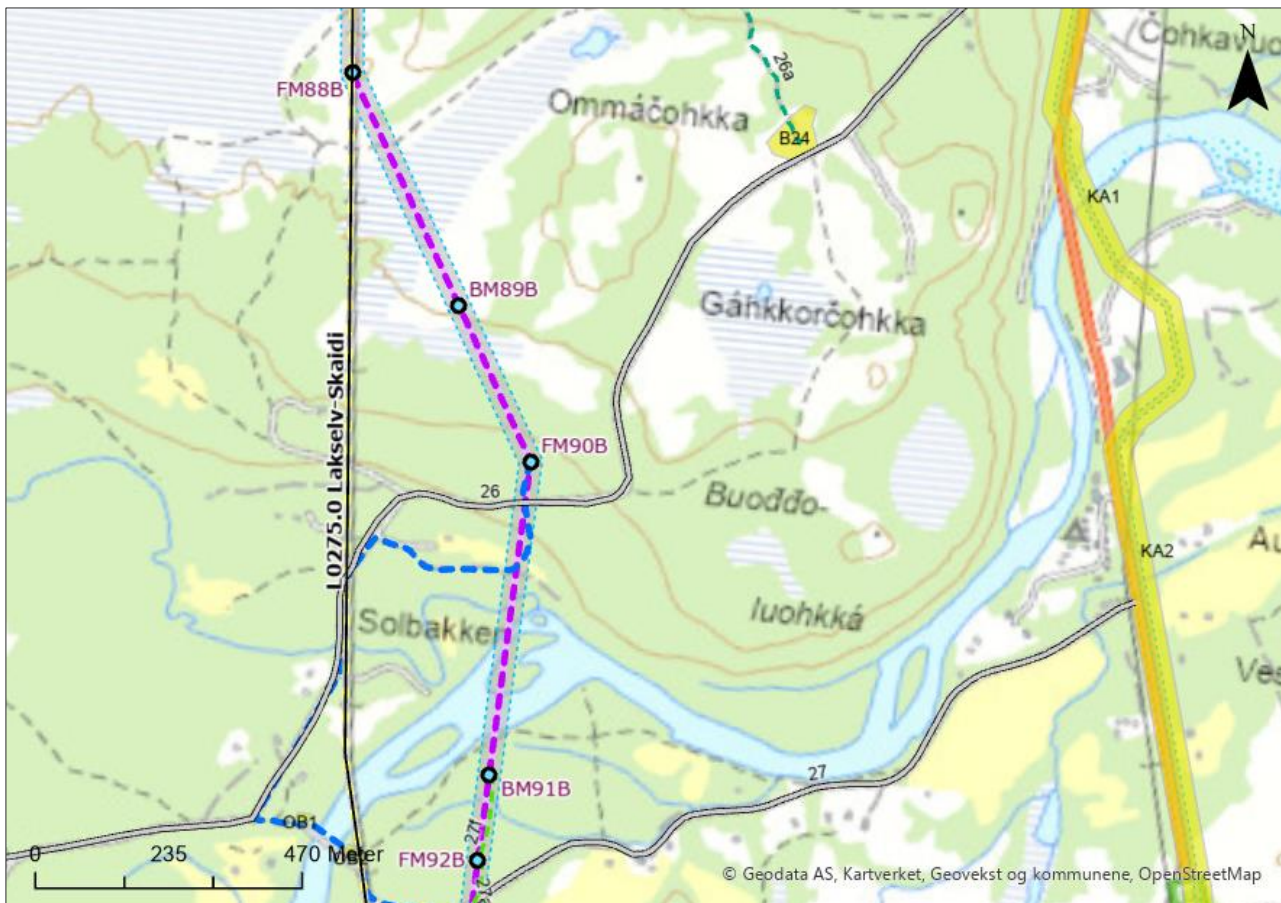 N
Čohkavuo
FM88B
26a
Ommáčohkka
B24
KA1
BM89B
Gáhkkorčohkka
L0275.0 Lakselv-Skaidi
FM90B
26
Buođđo-
KA2
Au
luohkká
Solbakken
Ves
27
BM91B
OB1
0 235 470 Meter
FM92B
© Geodata AS, Kartverket, Geovekst og kommunene, OpenStreetMap